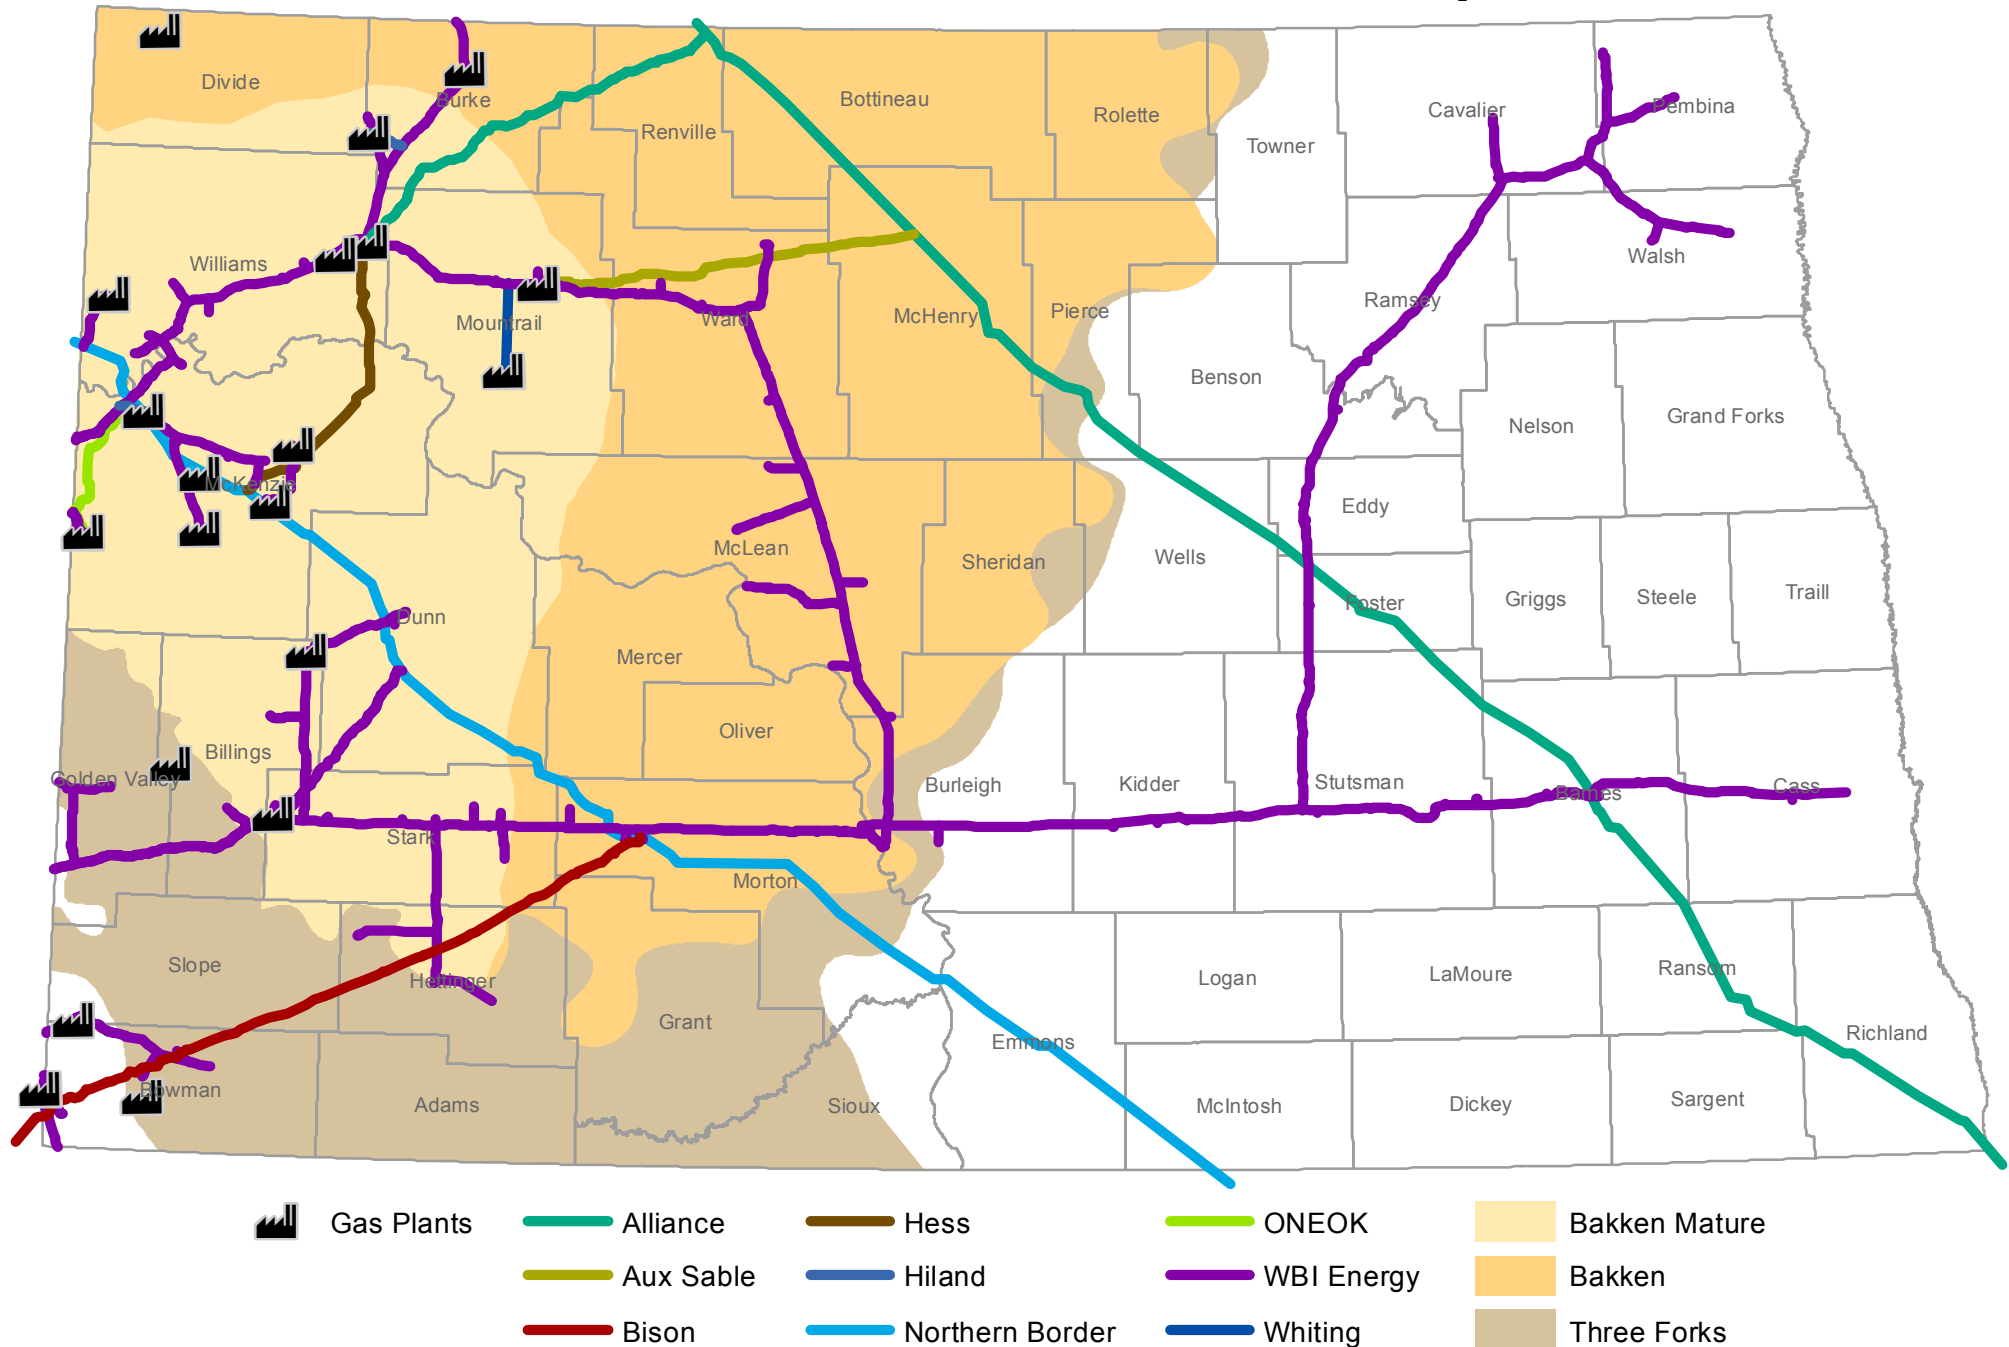 Divide
Burke
Renville
Bottineau
Rolette
Towner
Cavalier
Pembina
Williams
Mountrail
Ward
McHenry
Pierce
Ramsey
Walsh
Benson
Nelson
Grand Forks
McKenzie
McLean
Sheridan
Wells
Eddy
Foster
Griggs
Steele
Traill
Dunn
Mercer
Oliver
Billings
Golden Valley
Burleigh
Kidder
Stutsman
Barnes
Cass
Stark
Morton
Slope
Hettinger
Grant
Logan
LaMoure
Ransom
Emmons
Richland
Bowman
Adams
Sioux
McIntosh
Dickey
Sargent
Gas Plants Alliance Hess ONEOK Bakken Mature
Aux Sable Hiland WBI Energy Bakken
Bison Northern Border Whiting Three Forks